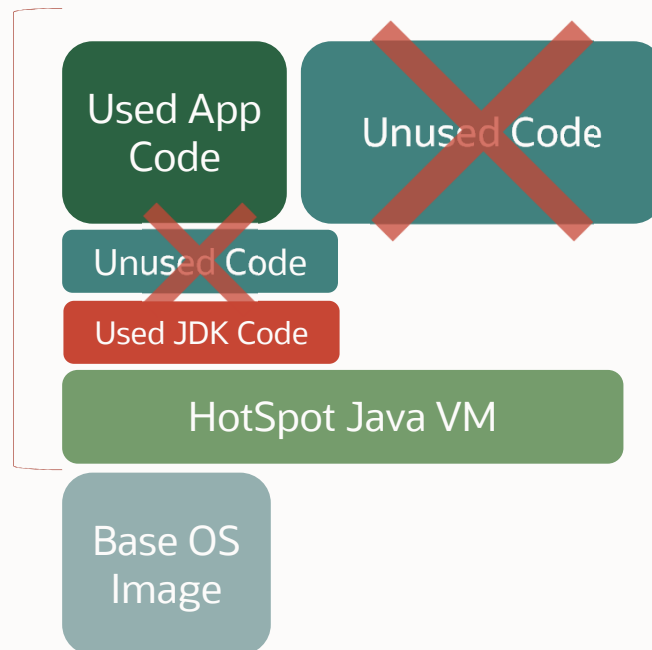 Used App
Code
Unused Code
Unused Code
Used JDK Code
HotSpot Java VM
Base OS
Image